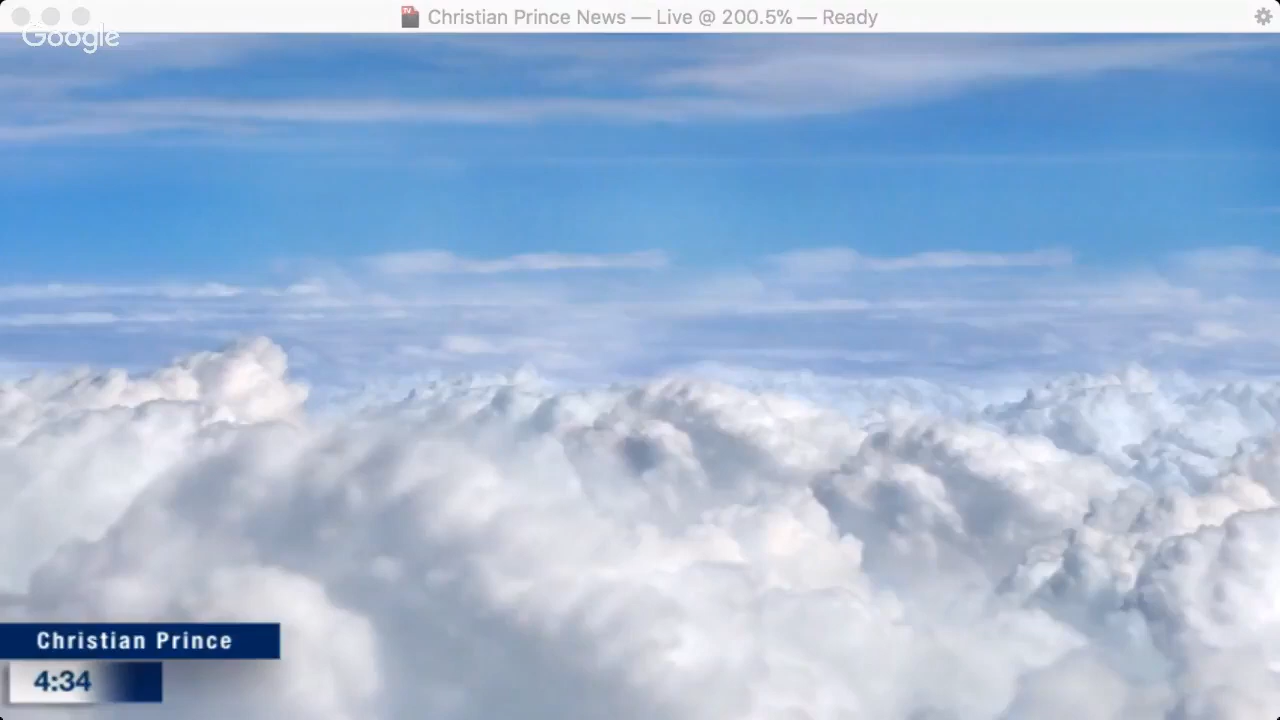 Christian Prince News — Live @ 200.5% — Ready
Google
Christian Prince
4:34